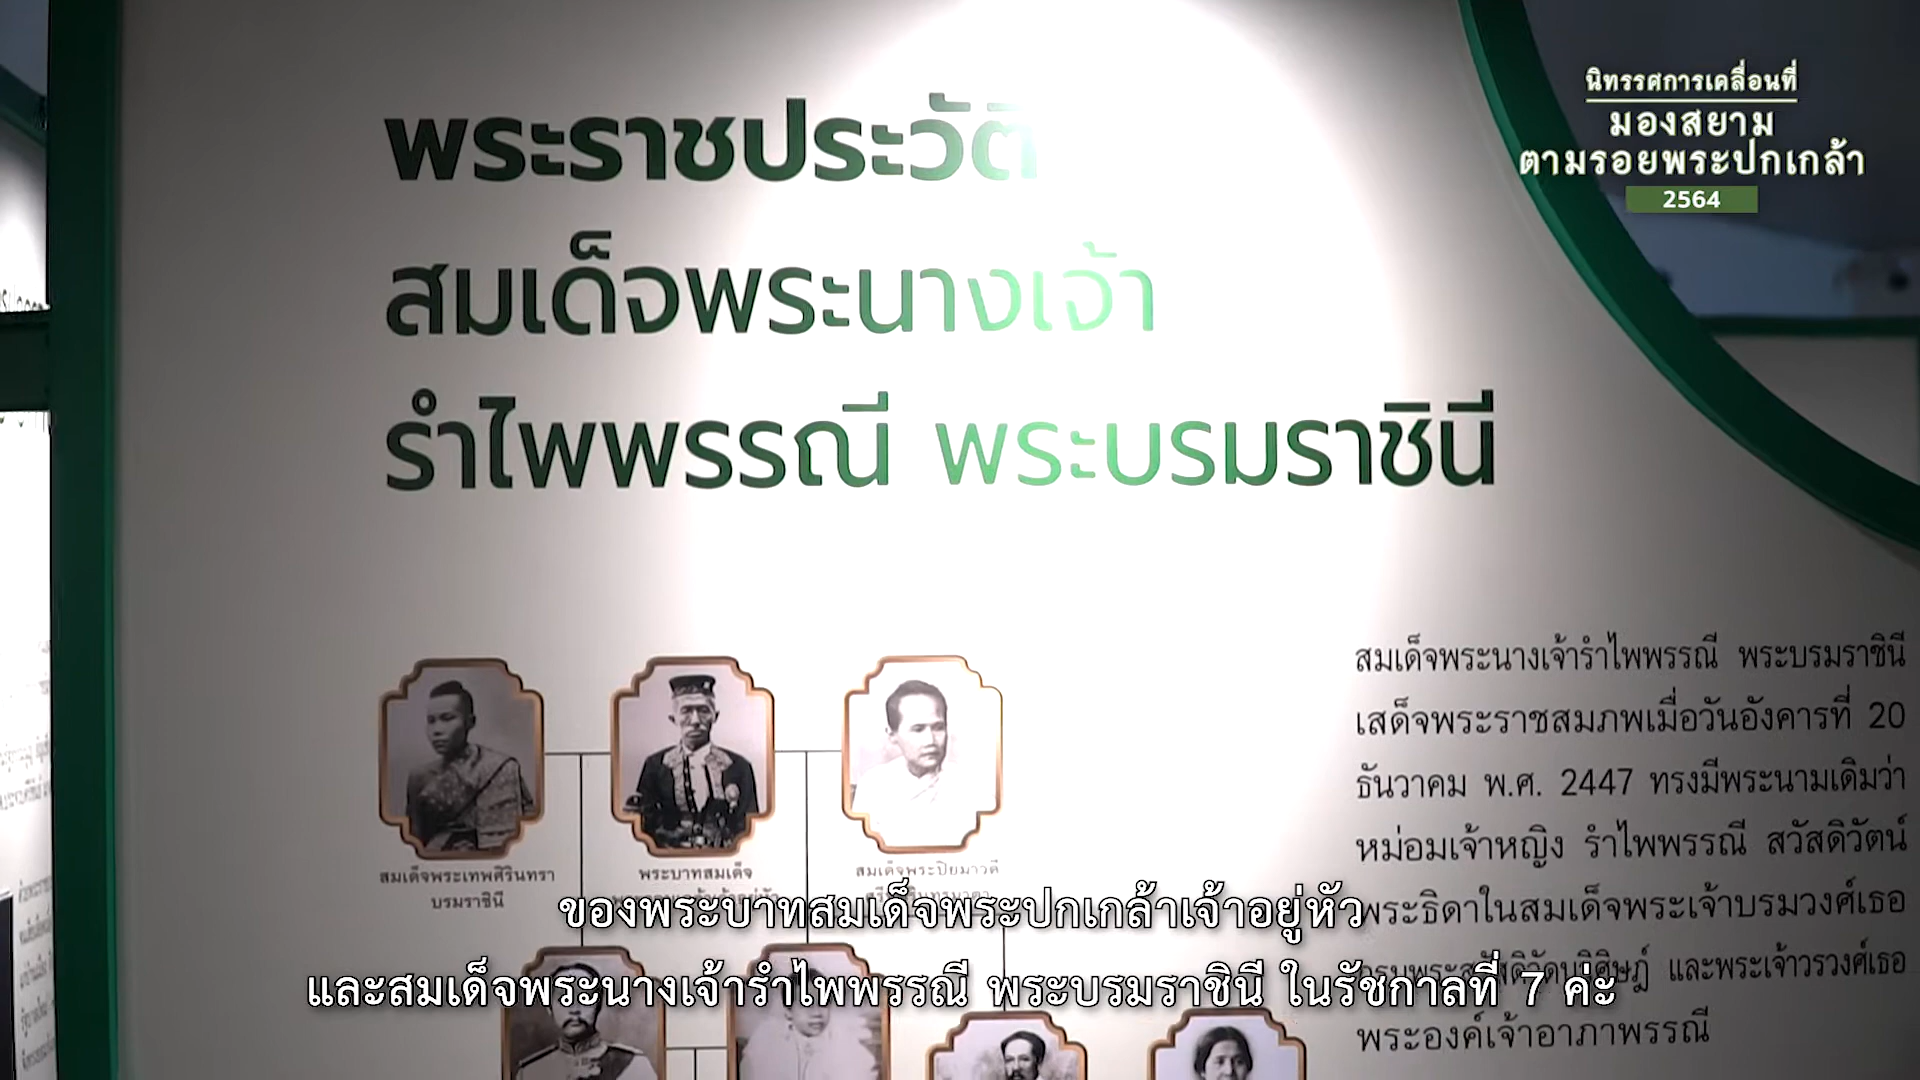 นิทรรศการเคลื่อนที่
มองสยาม
ตามรอยพระปกเกล้า
2564
พระราชประวัติ
สมเด็จพระนางเจ้า
รำไพพรรณี พระบรมราชินี
สมเด็จพระเทพศิรินทรา
บรมราชินี
พระบาทสมเด็จ
สมเด็จพระปิยมาวดี
สมเด็จพระนางเจ้ารำไพพรรณี พระบรมราชินี
เสด็จพระราชสมภพเมื่อวันอังคารที่ 20
ธันวาคม พ.ศ. 2447 ทรงมีพระนามเดิมว่า
หม่อมเจ้าหญิง รำไพพรรณี สวัสดิวัตน์
พระธิดาในสมเด็จพระเจ้าบรมวงศ์เธอ
และพระเจ้าวรวงศ์เธอ
พระองค์เจ้าอาภาพรรณี
ของพระบาทสมเด็จพระปกเกล้าเจ้าอยู่หัว
และสมเด็จพระนางเจ้ารำไพพรรณี พระบรมราชินี ในรัชกาลที่ 7 ค่ะ